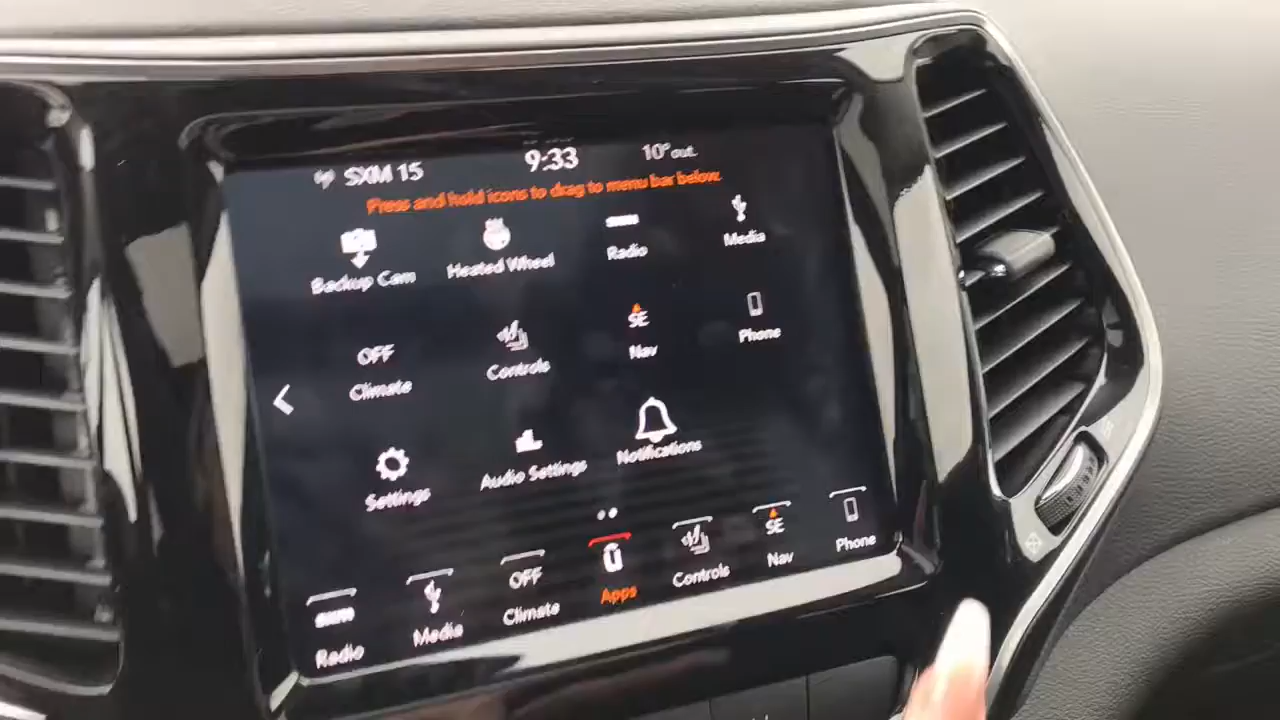 SXM 15 9:33 10° out.
Press and hold icons to drag to menu bar below.
Backup Cam Heated Wheel Radio Media
OFF SE
Climate Controls Nav Phone
Settings Audio Settings Notifications
OFF SE
Radio Media Climate Apps Controls Nav Phone